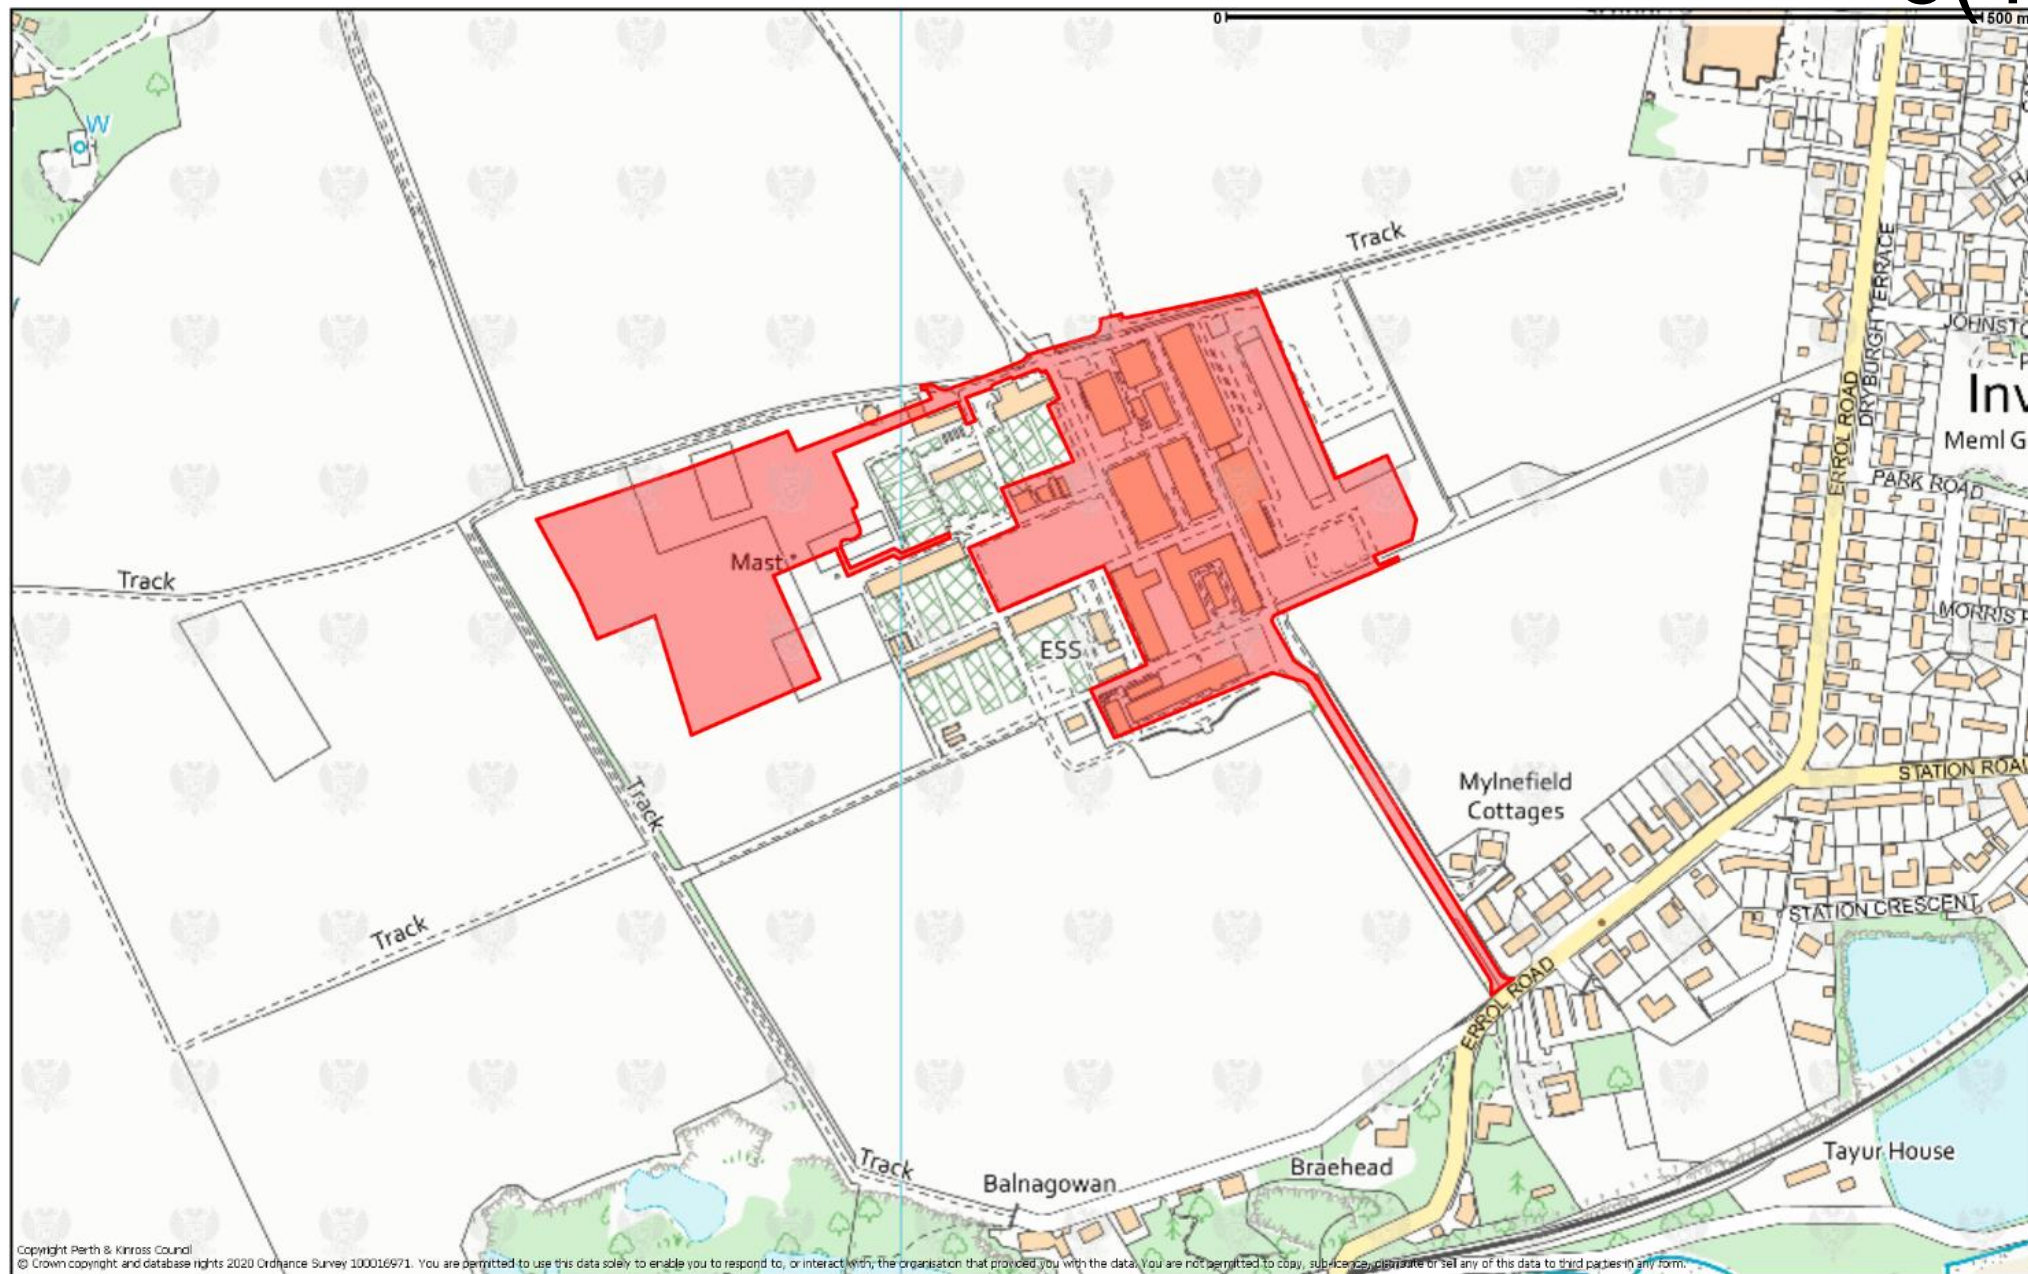 0
500 m
W
Track
DRYBURGH TERRACE
ERROL ROAD
Inv
Meml G
PARK ROAD
Mast
Track
ESS
STATION ROAD
Mylnefield
Cottages
Track
STATION CRESCENT
Track
ERROL ROAD
Tayur House
Braehead
Track
Balnagowan
Copyright Perth & Kinross Council
© Crown copyright and database rights 2020 Ordnance Survey 100016971. You are permitted to use this data solely to enable you to respond to, or interact with, the organisation that provided you with the data. You are not permitted to copy, sub-licence, distribute or sell any of this data to third parties in any form.